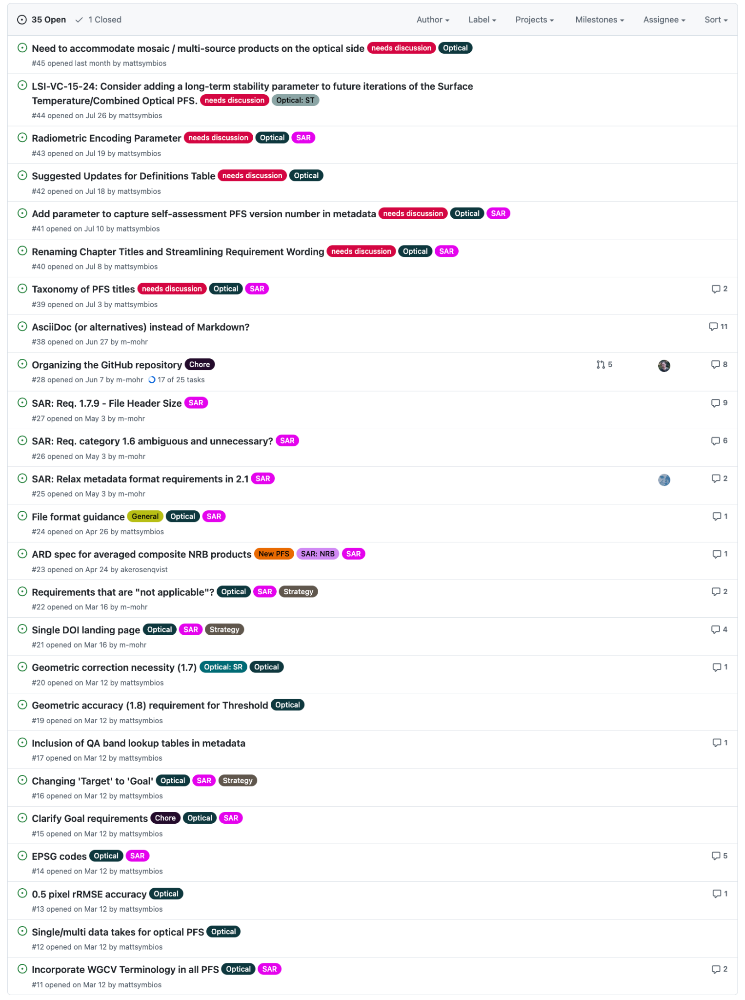 35 Open 1 Closed Author Label Projects Milestones Assignee Sort
Need to accommodate mosaic / multi-source products on the optical side needs discussion Optical
#45 opened last month by mattsymbios
LSI-VC-15-24: Consider adding a long-term stability parameter to future iterations of the Surface
Temperature/Combined Optical PFS. needs discussion Optical: ST
#44 opened on Jul 26 by mattsymbios
Radiometric Encoding Parameter needs discussion Optical SAR
#43 opened on Jul 19 by mattsymbios
Suggested Updates for Definitions Table needs discussion Optical
#42 opened on Jul 18 by mattsymbios
Add parameter to capture self-assessment PFS version number in metadata needs discussion Optical SAR
#41 opened on Jul 10 by mattsymbios
Renaming Chapter Titles and Streamlining Requirement Wording needs discussion Optical SAR
#40 opened on Jul 8 by mattsymbios
Taxonomy of PFS titles needs discussion Optical SAR 2
#39 opened on Jul 3 by mattsymbios
AsciiDoc (or alternatives) instead of Markdown? 11
#38 opened on Jun 27 by m-mohr
Organizing the GitHub repository Chore 5 8
#28 opened on Jun 7 by m-mohr 17 of 25 tasks
SAR: Req. 1.7.9 - File Header Size SAR 9
#27 opened on May 3 by m-mohr
SAR: Req. category 1.6 ambiguous and unnecessary? SAR 6
#26 opened on May 3 by m-mohr
SAR: Relax metadata format requirements in 2.1 SAR 2
#25 opened on May 3 by m-mohr
File format guidance General Optical SAR 1
#24 opened on Apr 26 by mattsymbios
ARD spec for averaged composite NRB products New PFS SAR: NRB SAR 1
#23 opened on Apr 24 by akerosenqvist
Requirements that are "not applicable"? Optical SAR Strategy 2
#22 opened on Mar 16 by m-mohr
Single DOI landing page Optical SAR Strategy 4
#21 opened on Mar 16 by m-mohr
Geometric correction necessity (1.7) Optical: SR Optical 1
#20 opened on Mar 12 by mattsymbios
Geometric accuracy (1.8) requirement for Threshold Optical
#19 opened on Mar 12 by mattsymbios
Inclusion of QA band lookup tables in metadata 1
#17 opened on Mar 12 by mattsymbios
Changing 'Target' to 'Goal' Optical SAR Strategy
#16 opened on Mar 12 by mattsymbios
Clarify Goal requirements Chore Optical SAR
#15 opened on Mar 12 by mattsymbios
EPSG codes Optical SAR 5
#14 opened on Mar 12 by mattsymbios
0.5 pixel rRMSE accuracy Optical 1
#13 opened on Mar 12 by mattsymbios
Single/multi data takes for optical PFS Optical
#12 opened on Mar 12 by mattsymbios
Incorporate WGCV Terminology in all PFS Optical SAR 2
#11 opened on Mar 12 by mattsymbios